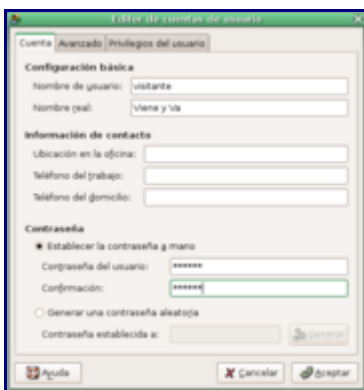 Editor de cuentas de usuario
Cuenta Avanzado Privilegios del usuario
Configuración básica
Nombre de usuario: visitante
Nombre real: Viene y Va
Información de contacto
Ubicación en la oficina:
Teléfono del trabajo:
Teléfono del domicilio:
Contraseña
Establecer la contraseña a mano
Contraseña del usuario: ******
Confirmación: ******
Generar una contraseña aleatoria
Contraseña establecida a: Generar
Ayuda Cancelar Aceptar